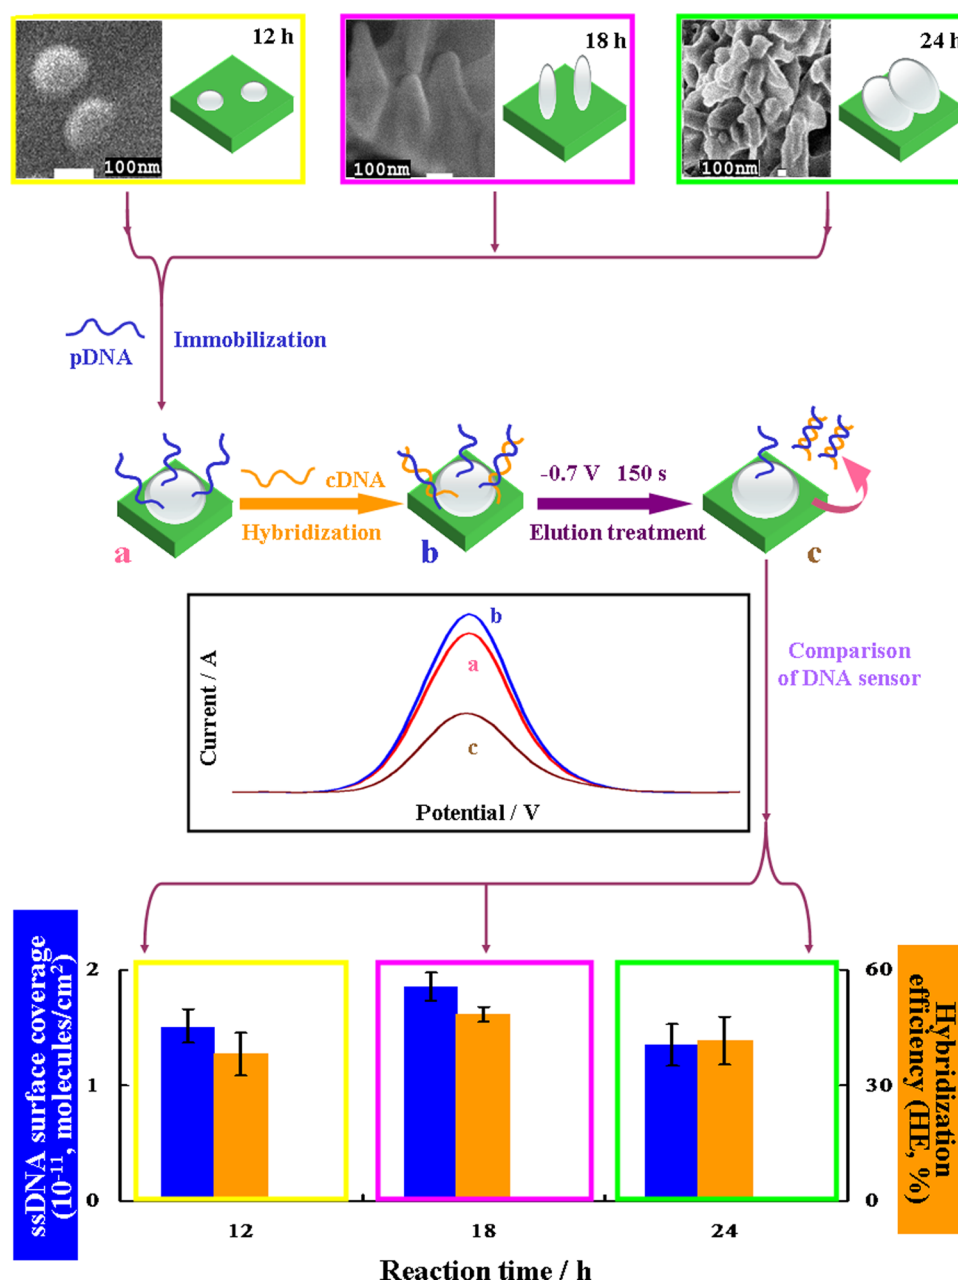 12 h
18 h
24 h
100nm
100nm
100nm
pDNA
Immobilization
cDNA
Hybridization
-0.7 V 150 s
Elution treatment
a
b
c
Current / A
b
a
c
Potential / V
Comparison
of DNA sensor
ssDNA surface coverage
(10⁻¹¹, molecules/cm²)
2
1
0
60
30
0
Hybridization
efficiency (HE, %)
12
18
24
Reaction time / h